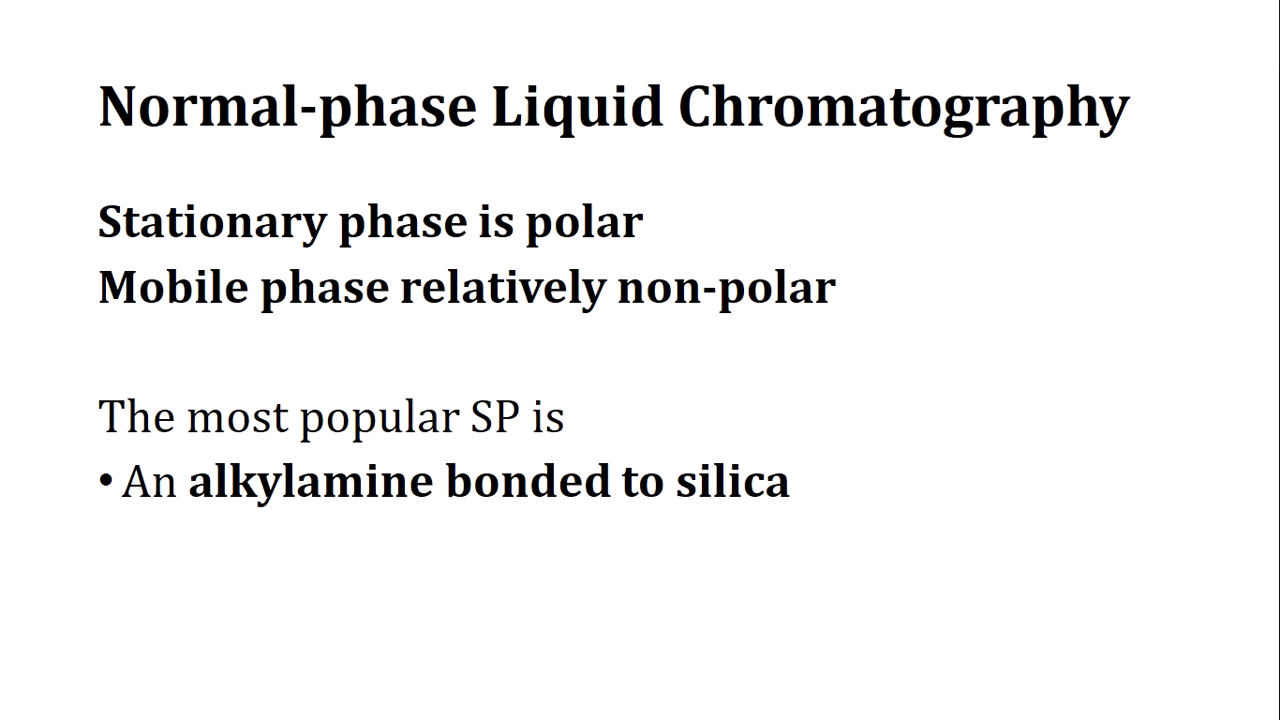 Normal-phase Liquid Chromatography
Stationary phase is polar
Mobile phase relatively non-polar
The most popular SP is
• An alkylamine bonded to silica